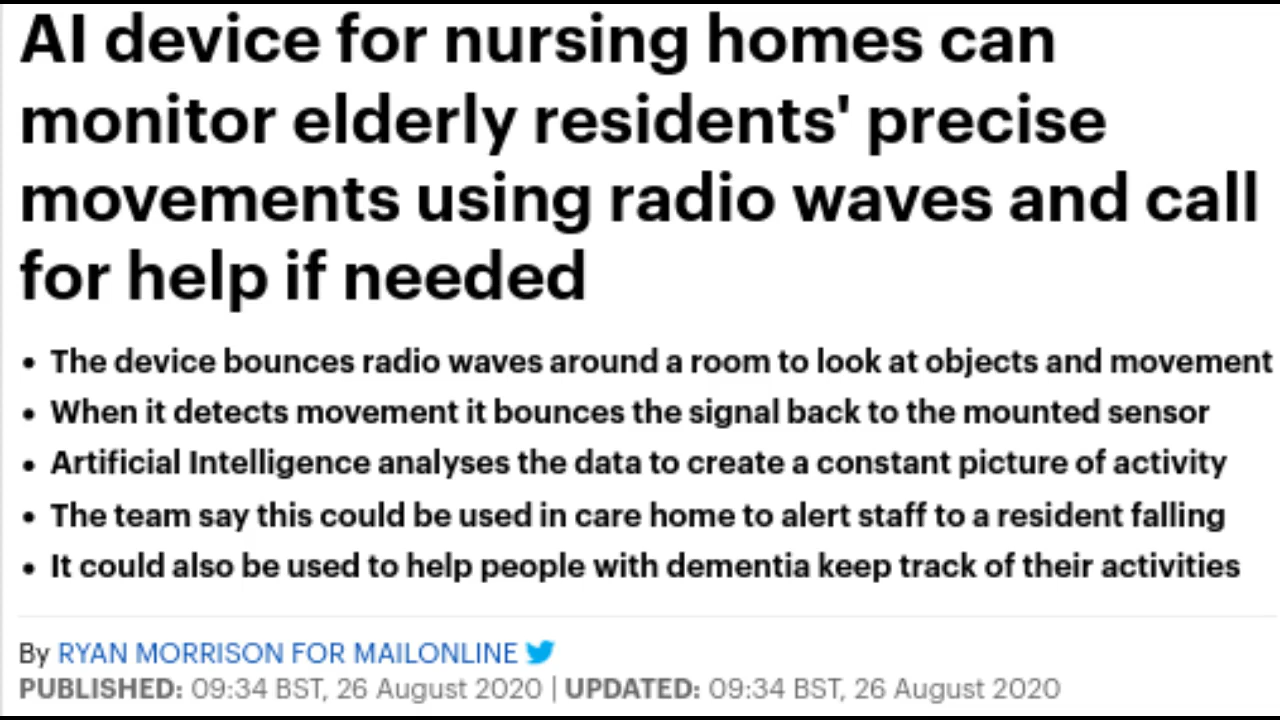 AI device for nursing homes can
monitor elderly residents' precise
movements using radio waves and call
for help if needed
• The device bounces radio waves around a room to look at objects and movement
• When it detects movement it bounces the signal back to the mounted sensor
• Artificial Intelligence analyses the data to create a constant picture of activity
• The team say this could be used in care home to alert staff to a resident falling
• It could also be used to help people with dementia keep track of their activities
By RYAN MORRISON FOR MAILONLINE
PUBLISHED: 09:34 BST, 26 August 2020 | UPDATED: 09:34 BST, 26 August 2020